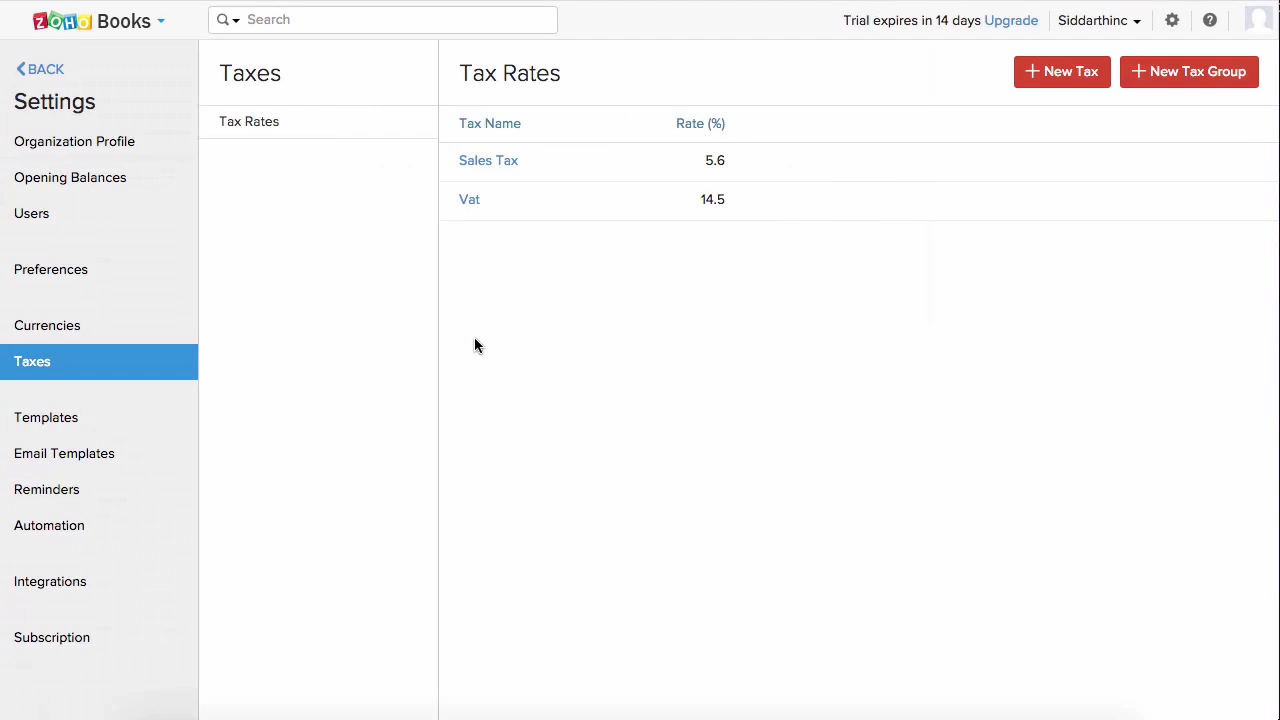 ZOHO Books
Search
Trial expires in 14 days Upgrade
Siddarthinc
BACK
Settings
Organization Profile
Opening Balances
Users
Preferences
Currencies
Taxes
Templates
Email Templates
Reminders
Automation
Integrations
Subscription
Taxes
Tax Rates
Tax Rates
+ New Tax
+ New Tax Group
Tax Name Rate (%)
Sales Tax 5.6
Vat 14.5